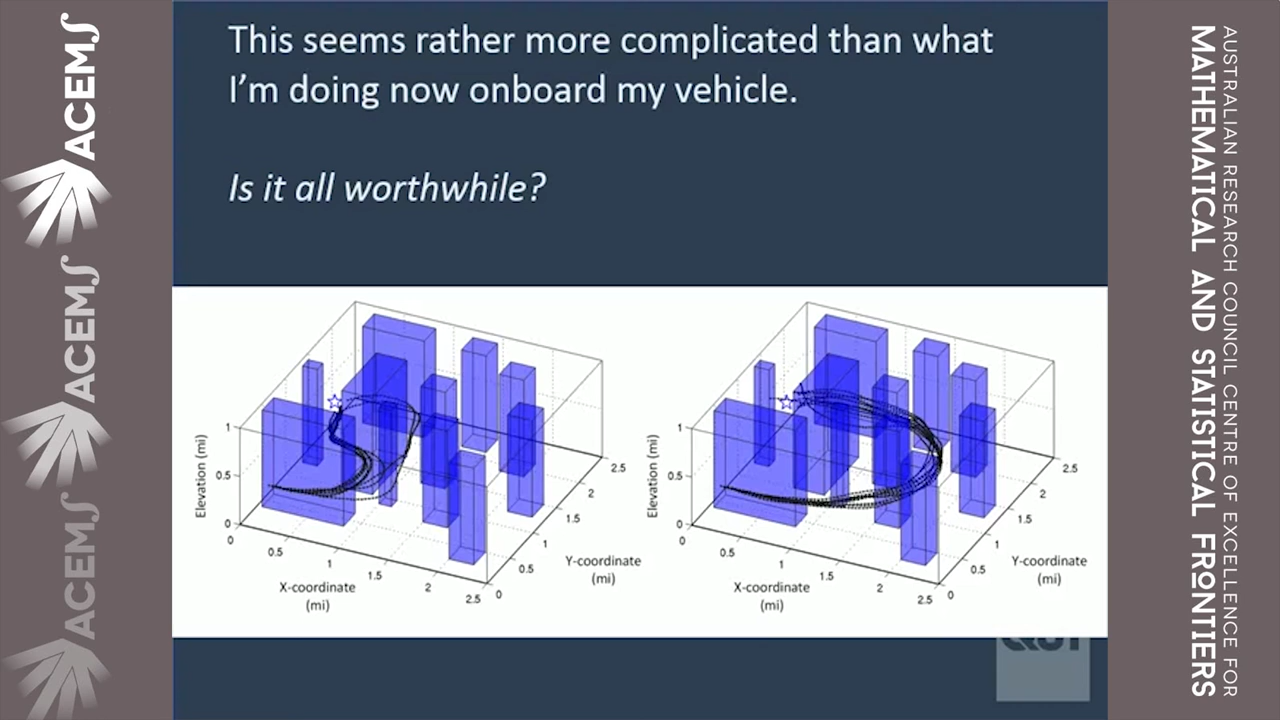 This seems rather more complicated than what
I'm doing now onboard my vehicle.
Is it all worthwhile?
ACEMS
ACEMS
ACEMS
AUSTRALIAN RESEARCH COUNCIL CENTRE OF EXCELLENCE FOR
MATHEMATICAL AND STATISTICAL FRONTIERS
Elevation (mi)
1
0.5
0
0
0.5
1
1.5
2
2.5
X-coordinate
(mi)
0
0.5
1
1.5
2
2.5
Y-coordinate
(mi)
Elevation (mi)
1
0.5
0
0
0.5
1
1.5
2
2.5
X-coordinate
(mi)
0
0.5
1
1.5
2
2.5
Y-coordinate
(mi)